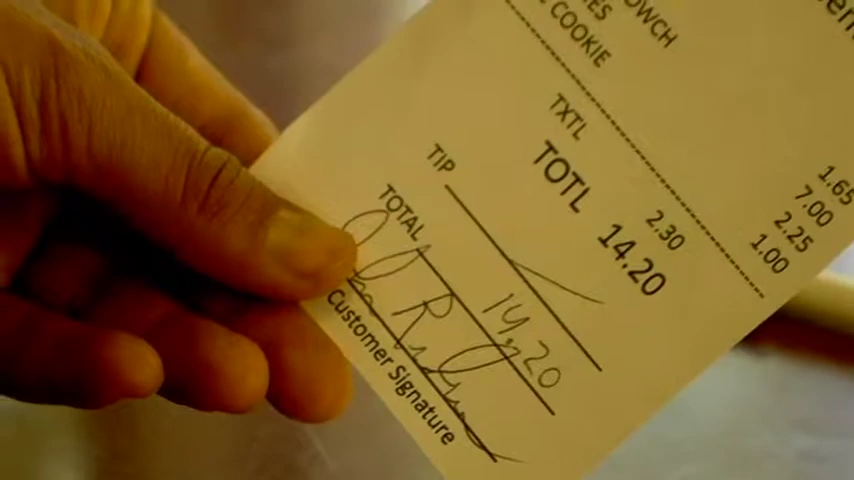 1.65
7.00
COOKIE 2.25
1.00
TXTL 2.30
TOTL 14.20
TIP
TOTAL 14.20
Customer Signature